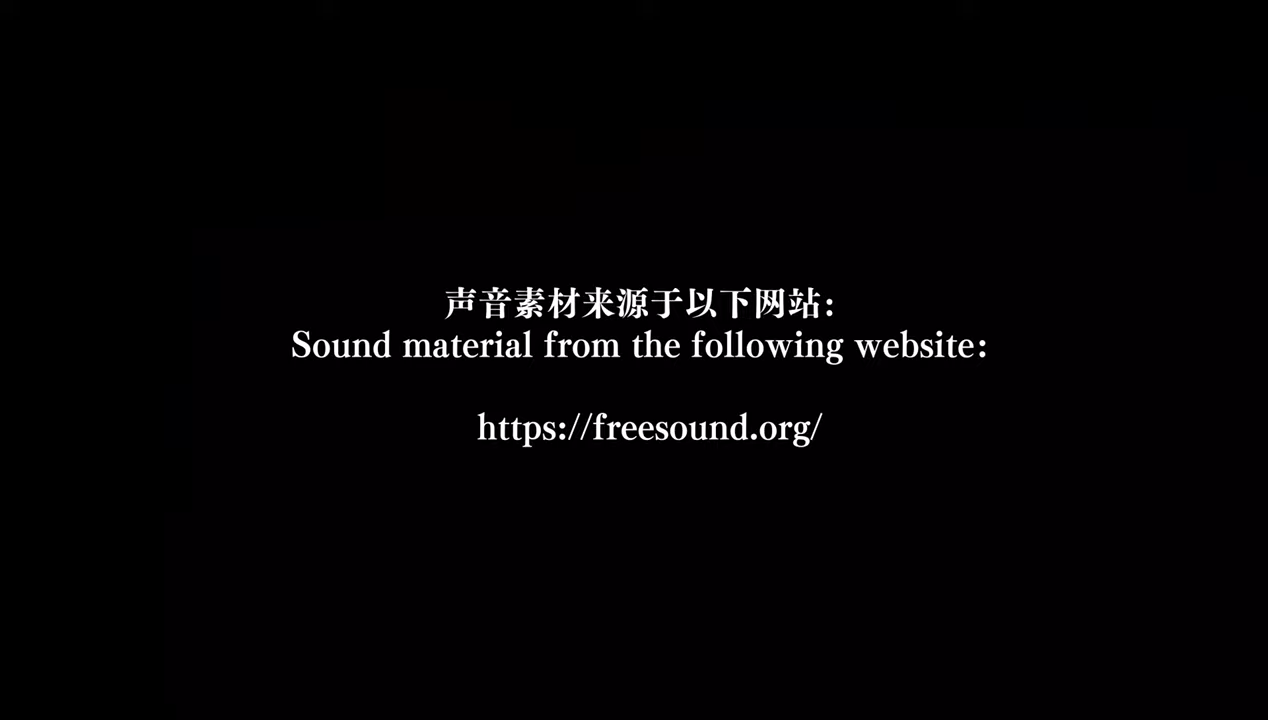 声音素材来源于以下网站：
Sound material from the following website：
https://freesound.org/